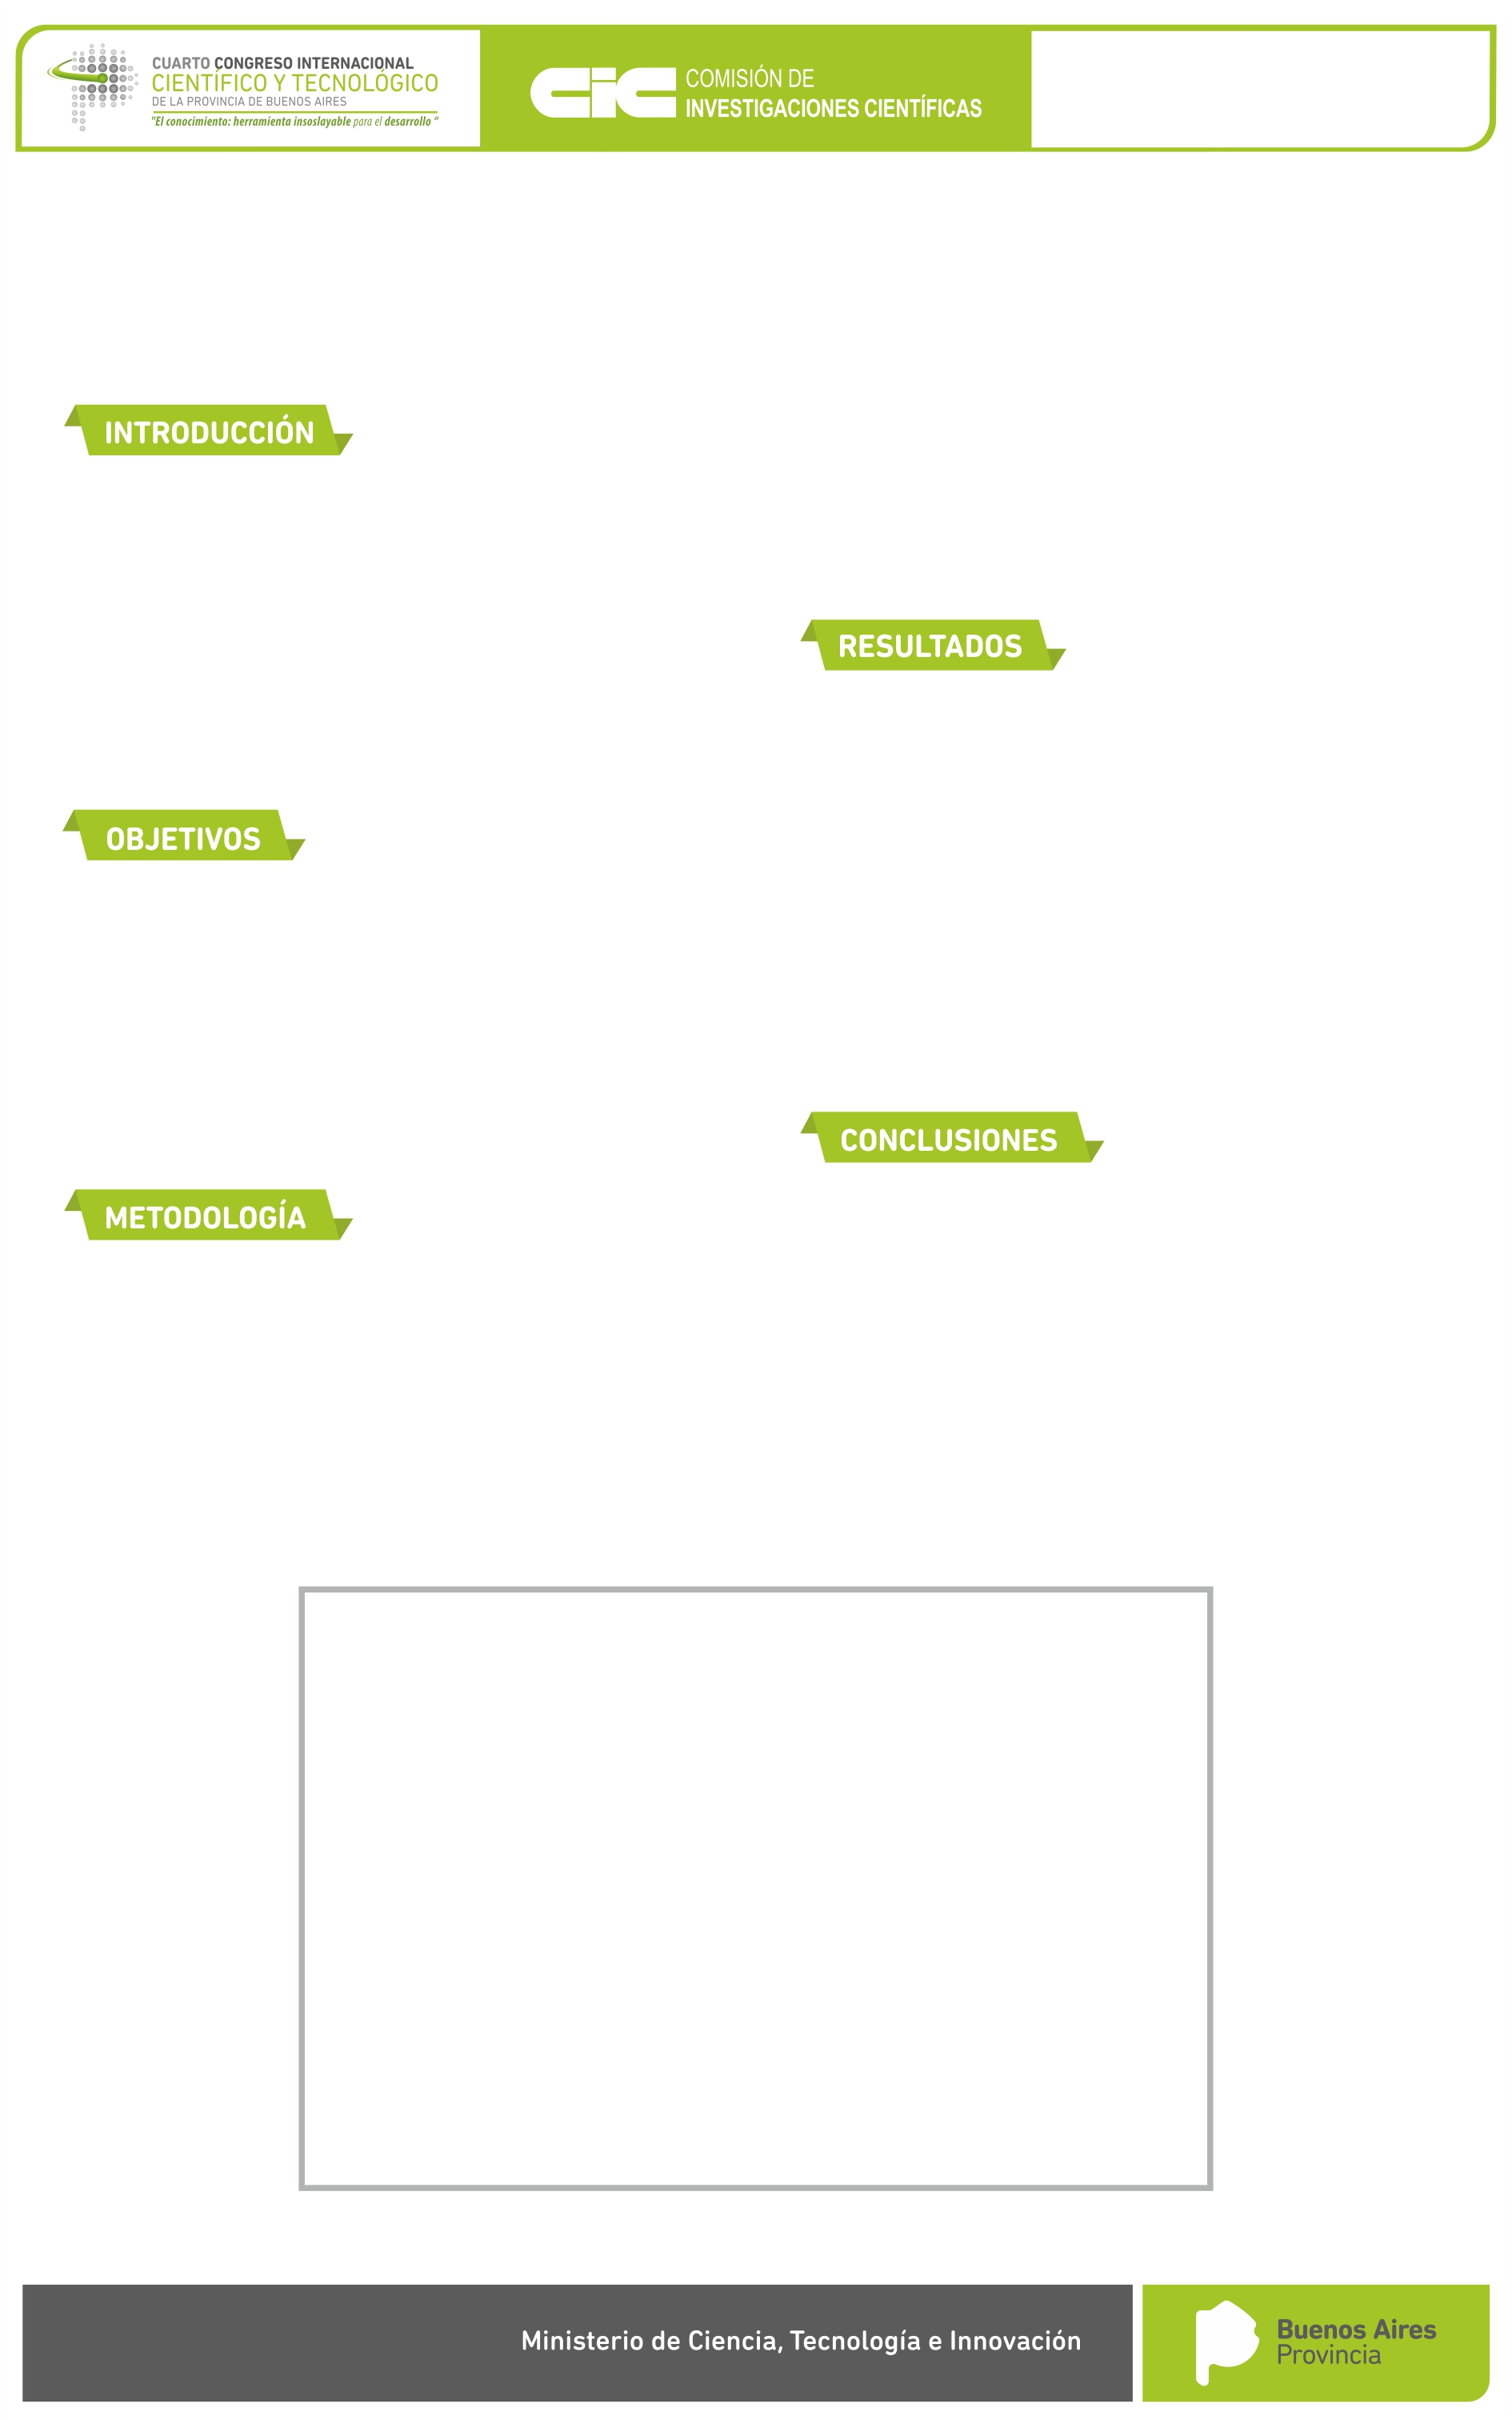 CUARTO CONGRESO INTERNACIONAL
CIENTÍFICO Y TECNOLÓGICO
DE LA PROVINCIA DE BUENOS AIRES
"El conocimiento: herramienta insoslayable para el desarrollo “
CiC
COMISIÓN DE
INVESTIGACIONES CIENTÍFICAS
INTRODUCCIÓN
OBJETIVOS
METODOLOGÍA
RESULTADOS
CONCLUSIONES
Ministerio de Ciencia, Tecnología e Innovación
Buenos Aires
Provincia